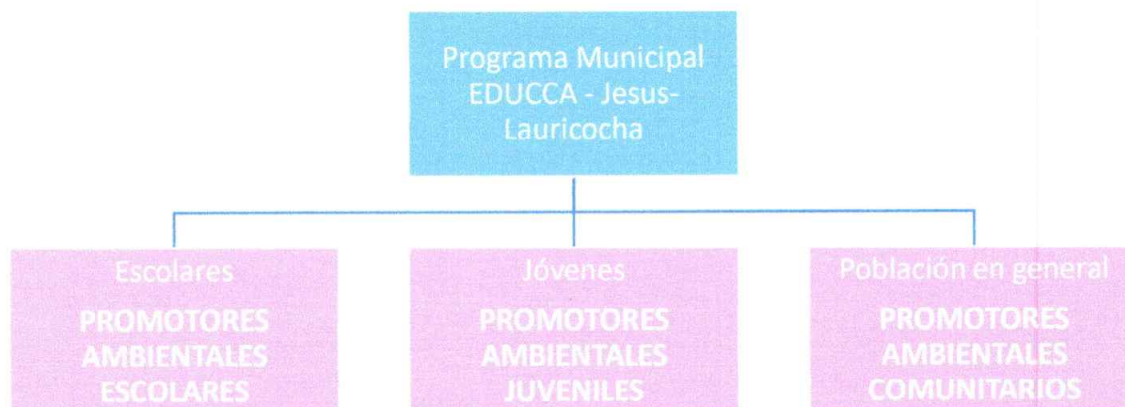 Programa Municipal
EDUCCA - Jesus-
Lauricocha
Escolares
PROMOTORES
AMBIENTALES
ESCOLARES
Jóvenes
PROMOTORES
AMBIENTALES
JUVENILES
Población en general
PROMOTORES
AMBIENTALES
COMUNITARIOS